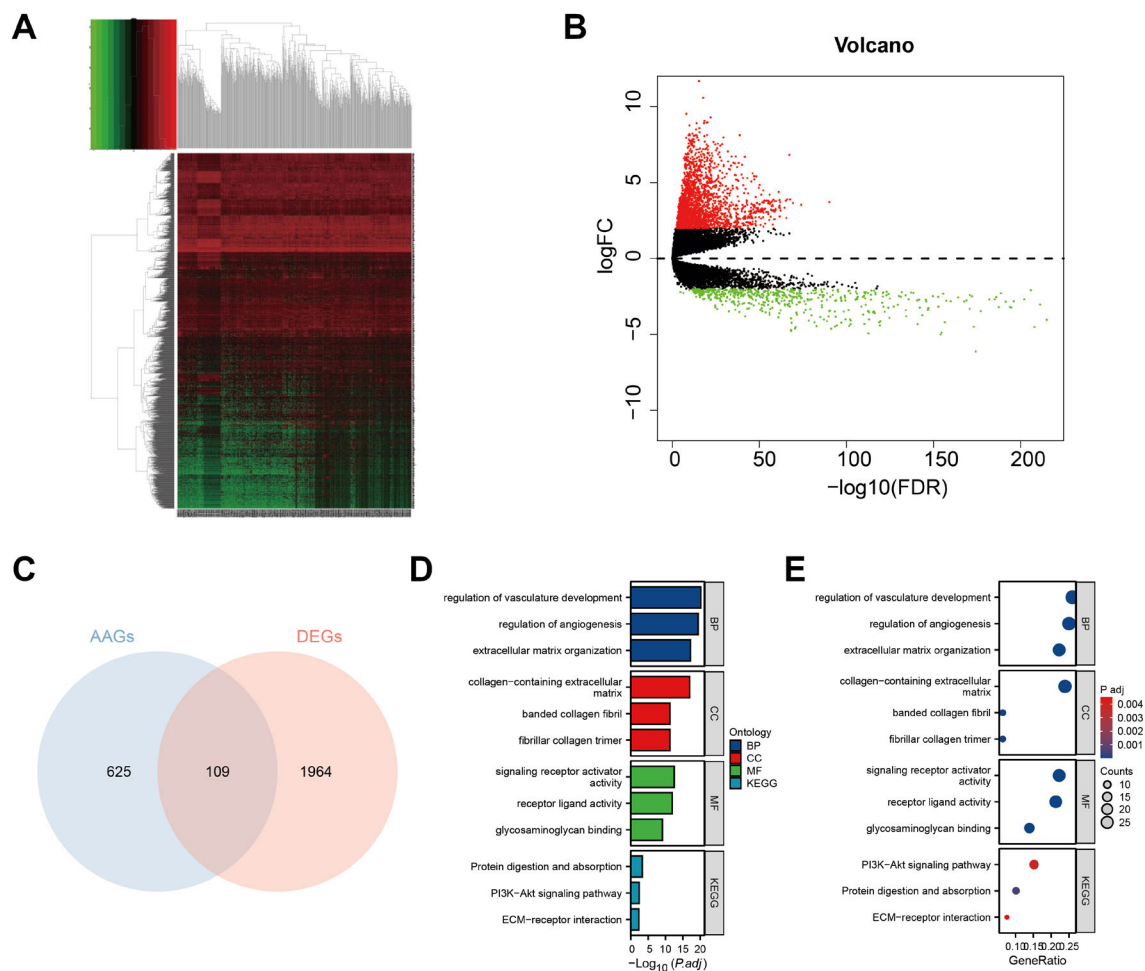 A
B
Volcano
logFC
10
5
0
−5
−10
0
50
100
150
200
−log10(FDR)
C
AAGs
DEGs
625
109
1964
D
regulation of vasculature development
regulation of angiogenesis
extracellular matrix organization
BP
collagen−containing extracellular
matrix
banded collagen fibril
fibrillar collagen trimer
CC
signaling receptor activator
activity
receptor ligand activity
glycosaminoglycan binding
MF
Protein digestion and absorption
PI3K−Akt signaling pathway
ECM−receptor interaction
KEGG
0 5 10 15 20
−Log10 (P.adj)
Ontology
BP
CC
MF
KEGG
E
regulation of vasculature development
regulation of angiogenesis
extracellular matrix organization
BP
collagen−containing extracellular
matrix
banded collagen fibril
fibrillar collagen trimer
CC
signaling receptor activator
activity
receptor ligand activity
glycosaminoglycan binding
MF
PI3K−Akt signaling pathway
Protein digestion and absorption
ECM−receptor interaction
KEGG
0.10 0.15 0.20 0.25
GeneRatio
P adj
0.004
0.003
0.002
0.001
Counts
10
15
20
25